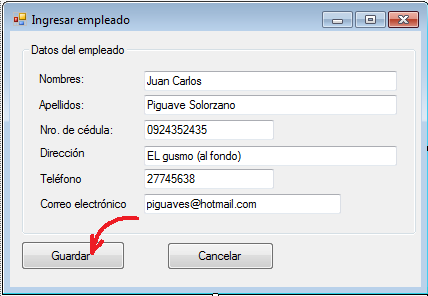 Ingresar empleado
Datos del empleado
Nombres: Juan Carlos
Apellidos: Piguave Solorzano
Nro. de cédula: 0924352435
Dirección EL gusmo (al fondo)
Teléfono 27745638
Correo electrónico piguaves@hotmail.com
Guardar Cancelar